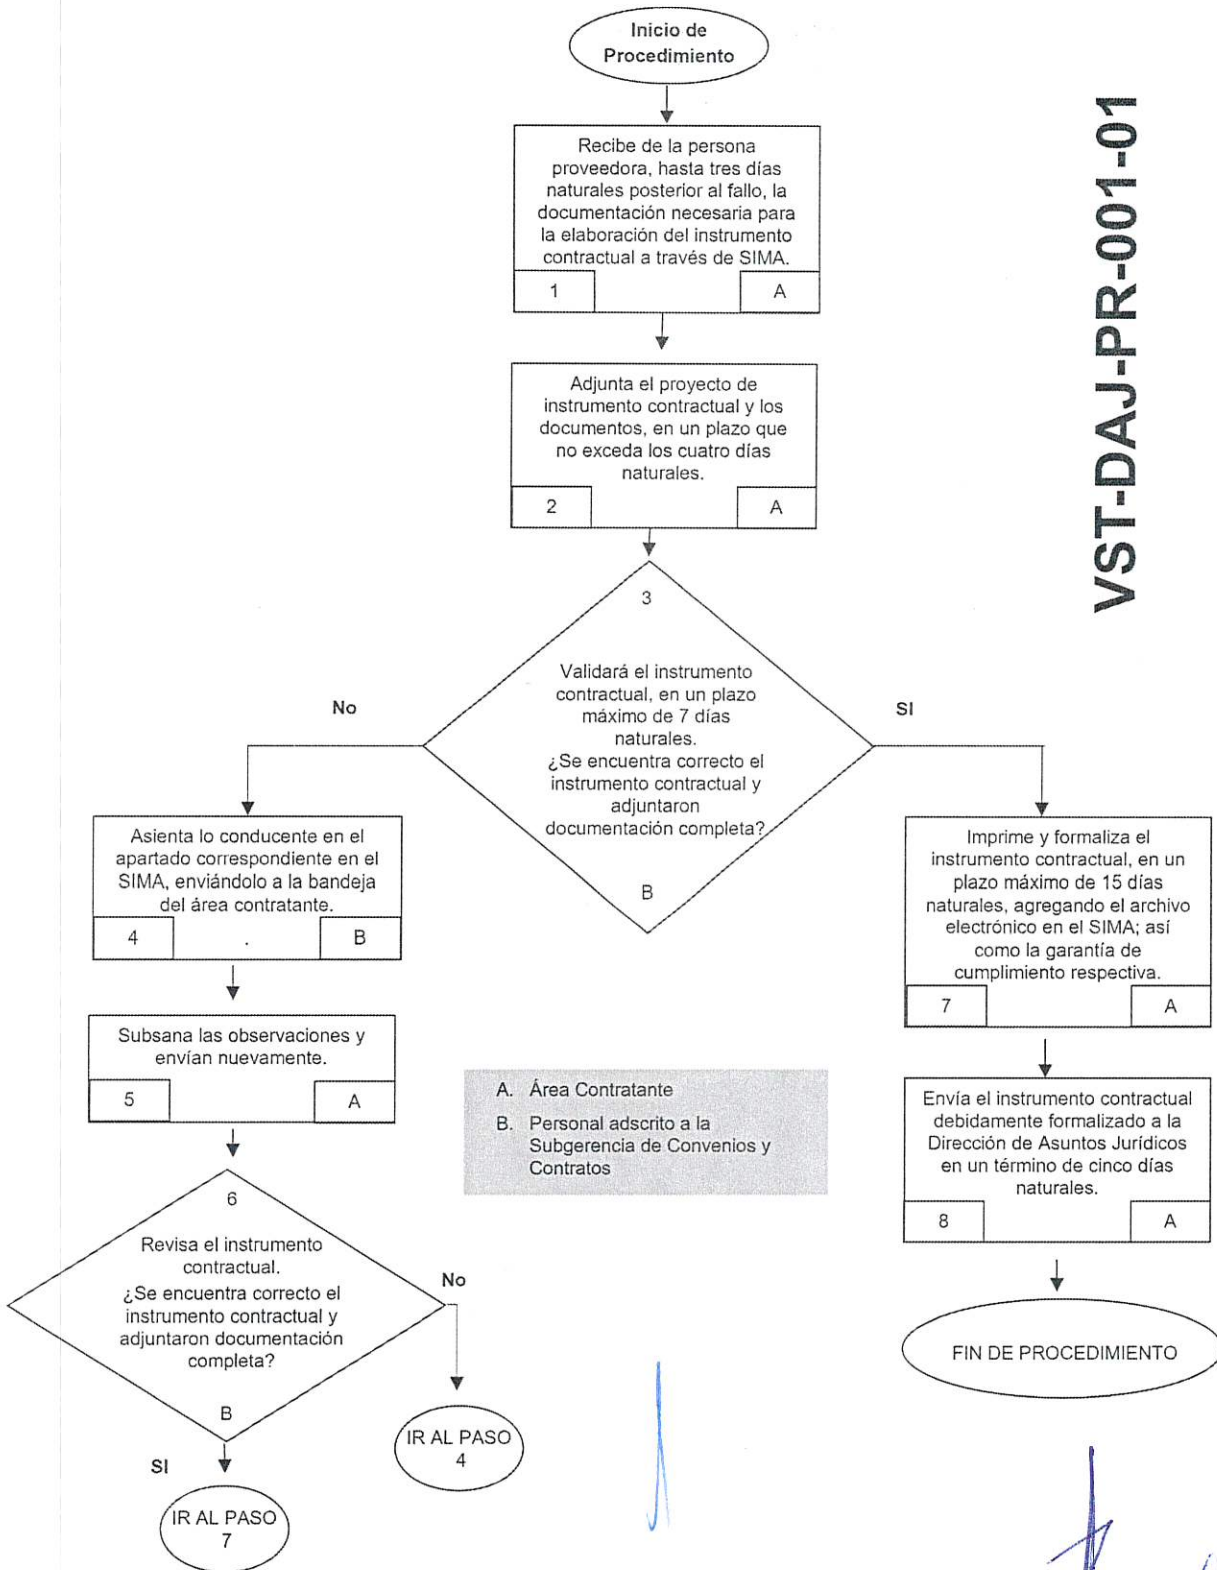 Inicio de
Procedimiento
VST-DAJ-PR-001-01
Recibe de la persona
proveedora, hasta tres días
naturales posterior al fallo, la
documentación necesaria para
la elaboración del instrumento
contractual a través de SIMA.
1
A
Adjunta el proyecto de
instrumento contractual y los
documentos, en un plazo que
no exceda los cuatro días
naturales.
2
A
3
Validará el instrumento
contractual, en un plazo
máximo de 7 días
naturales.
¿Se encuentra correcto el
instrumento contractual y
adjuntaron
documentación completa?
B
No
SI
Asienta lo conducente en el
apartado correspondiente en el
SIMA, enviándolo a la bandeja
del área contratante.
4
.
B
Subsana las observaciones y
envían nuevamente.
5
A
6
Revisa el instrumento
contractual.
¿Se encuentra correcto el
instrumento contractual y
adjuntaron documentación
completa?
B
No
IR AL PASO
4
SI
IR AL PASO
7
A. Área Contratante
B. Personal adscrito a la
Subgerencia de Convenios y
Contratos
Imprime y formaliza el
instrumento contractual, en un
plazo máximo de 15 días
naturales, agregando el archivo
electrónico en el SIMA; así
como la garantía de
cumplimiento respectiva.
7
A
Envía el instrumento contractual
debidamente formalizado a la
Dirección de Asuntos Jurídicos
en un término de cinco días
naturales.
8
A
FIN DE PROCEDIMIENTO